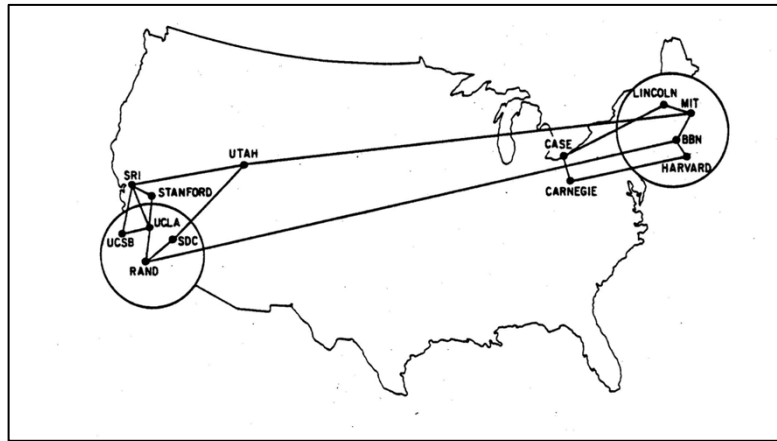 LINCOLN
MIT
CASE
BBN
UTAH
HARVARD
SRI
CARNEGIE
STANFORD
UCLA
UCSB
SDC
RAND